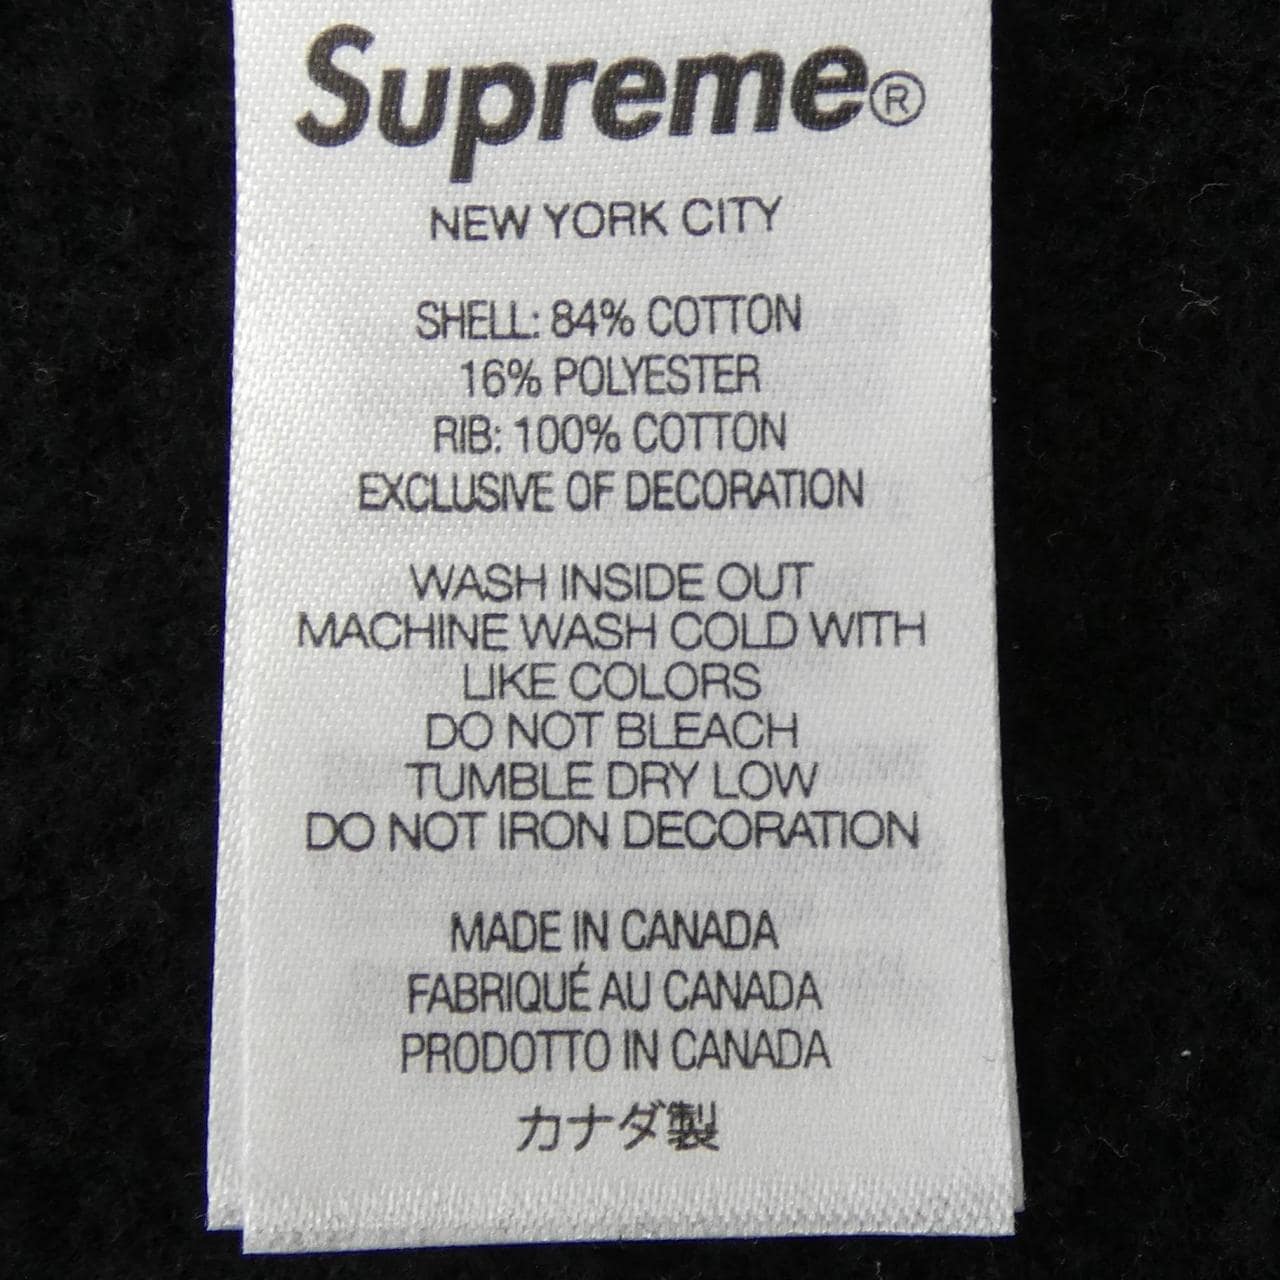 Supreme®
NEW YORK CITY
SHELL: 84% COTTON
16% POLYESTER
RIB: 100% COTTON
EXCLUSIVE OF DECORATION
WASH INSIDE OUT
MACHINE WASH COLD WITH
LIKE COLORS
DO NOT BLEACH
TUMBLE DRY LOW
DO NOT IRON DECORATION
MADE IN CANADA
FABRIQUÉ AU CANADA
PRODOTTO IN CANADA
カナダ製